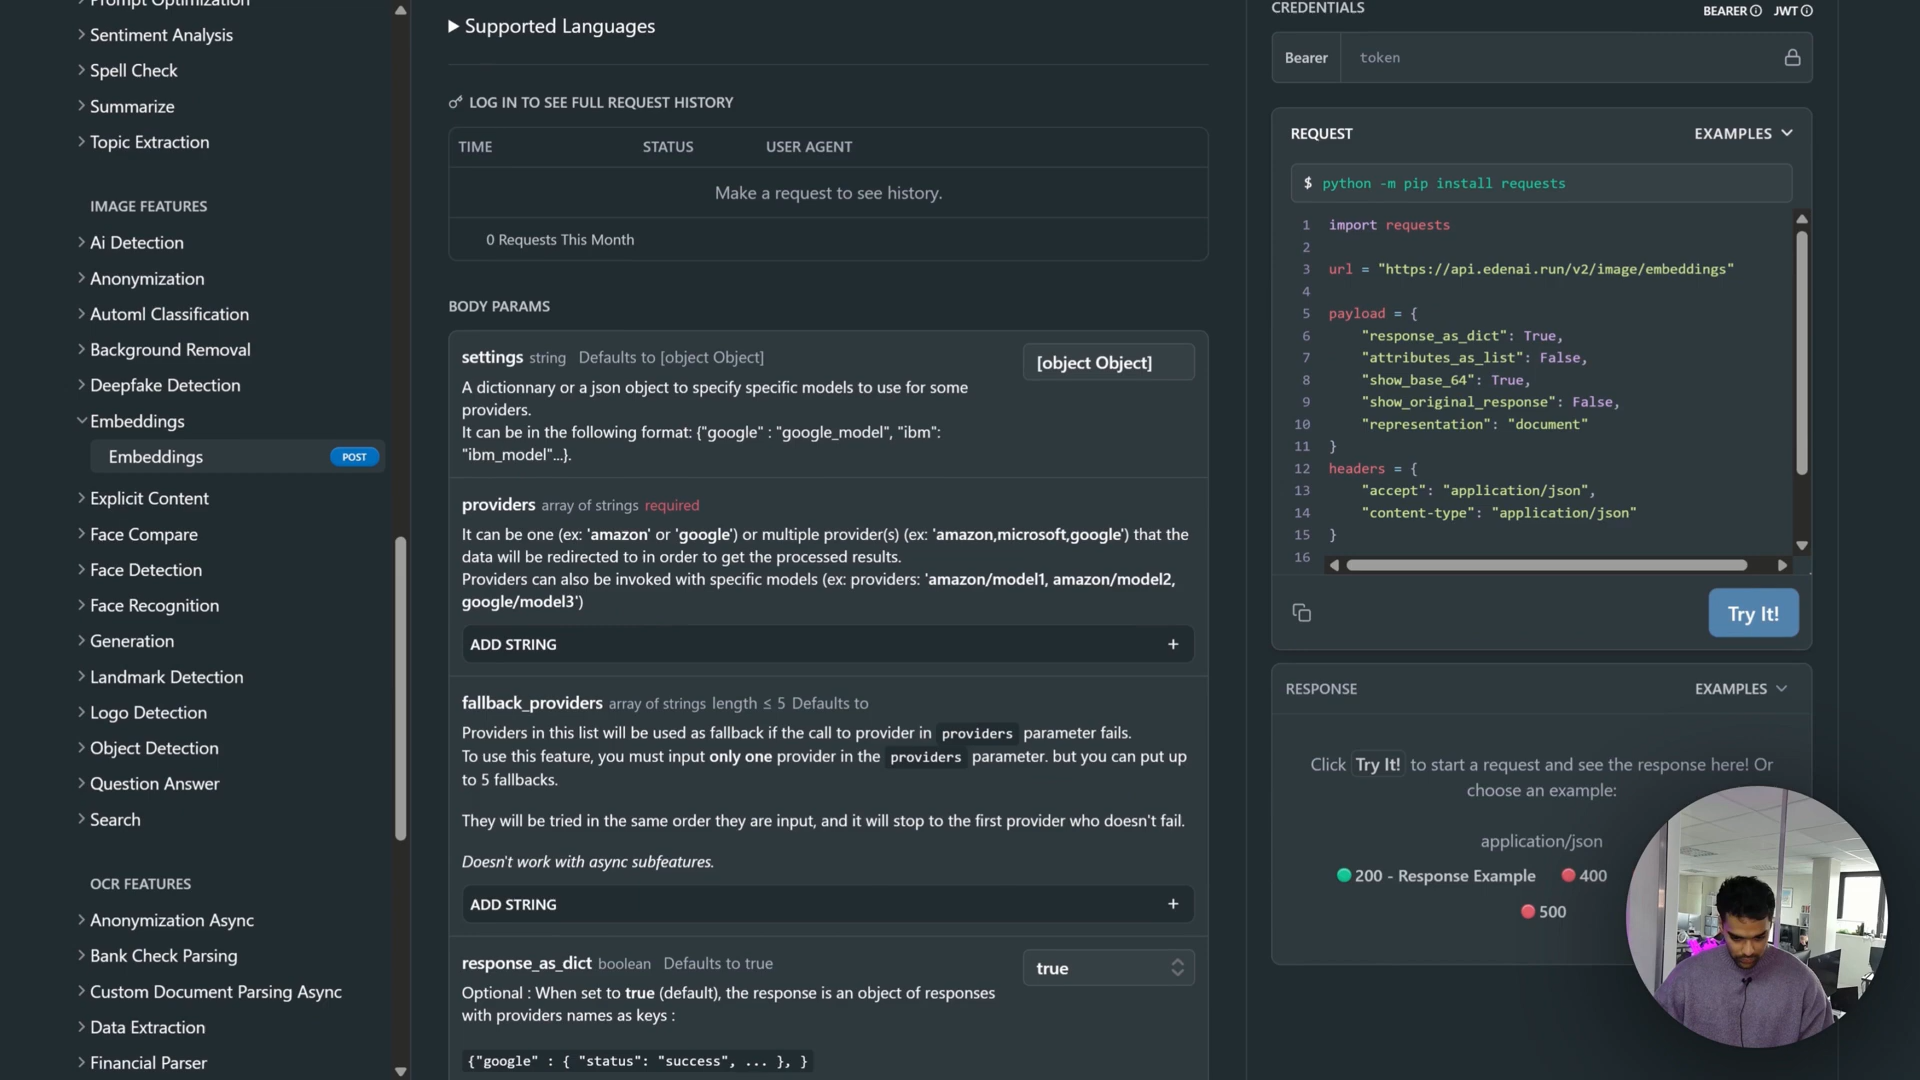 Prompt Optimization
Sentiment Analysis
Spell Check
Summarize
Topic Extraction
IMAGE FEATURES
Ai Detection
Anonymization
Automl Classification
Background Removal
Deepfake Detection
Embeddings
Embeddings
POST
Explicit Content
Face Compare
Face Detection
Face Recognition
Generation
Landmark Detection
Logo Detection
Object Detection
Question Answer
Search
OCR FEATURES
Anonymization Async
Bank Check Parsing
Custom Document Parsing Async
Data Extraction
Financial Parser
Supported Languages
LOG IN TO SEE FULL REQUEST HISTORY
TIME STATUS USER AGENT
Make a request to see history.
0 Requests This Month
BODY PARAMS
settings string Defaults to [object Object]
[object Object]
A dictionnary or a json object to specify specific models to use for some
providers.
It can be in the following format: {"google" : "google_model", "ibm":
"ibm_model"...}.
providers array of strings required
It can be one (ex: 'amazon' or 'google') or multiple provider(s) (ex: 'amazon,microsoft,google') that the
data will be redirected to in order to get the processed results.
Providers can also be invoked with specific models (ex: providers: 'amazon/model1, amazon/model2,
google/model3')
ADD STRING +
fallback_providers array of strings length ≤ 5 Defaults to
Providers in this list will be used as fallback if the call to provider in providers parameter fails.
To use this feature, you must input only one provider in the providers parameter. but you can put up
to 5 fallbacks.
They will be tried in the same order they are input, and it will stop to the first provider who doesn't fail.
Doesn't work with async subfeatures.
ADD STRING +
response_as_dict boolean Defaults to true
true
Optional : When set to true (default), the response is an object of responses
with providers names as keys :
{"google" : { "status": "success", ... }, }
CREDENTIALS
BEARER JWT
Bearer token
REQUEST
EXAMPLES
$ python -m pip install requests
1 import requests
2
3 url = "https://api.edenai.run/v2/image/embeddings"
4
5 payload = {
6 "response_as_dict": True,
7 "attributes_as_list": False,
8 "show_base_64": True,
9 "show_original_response": False,
10 "representation": "document"
11 }
12 headers = {
13 "accept": "application/json",
14 "content-type": "application/json"
15 }
16
Try It!
RESPONSE
EXAMPLES
Click Try It! to start a request and see the response here! Or
choose an example:
application/json
200 - Response Example 400
500